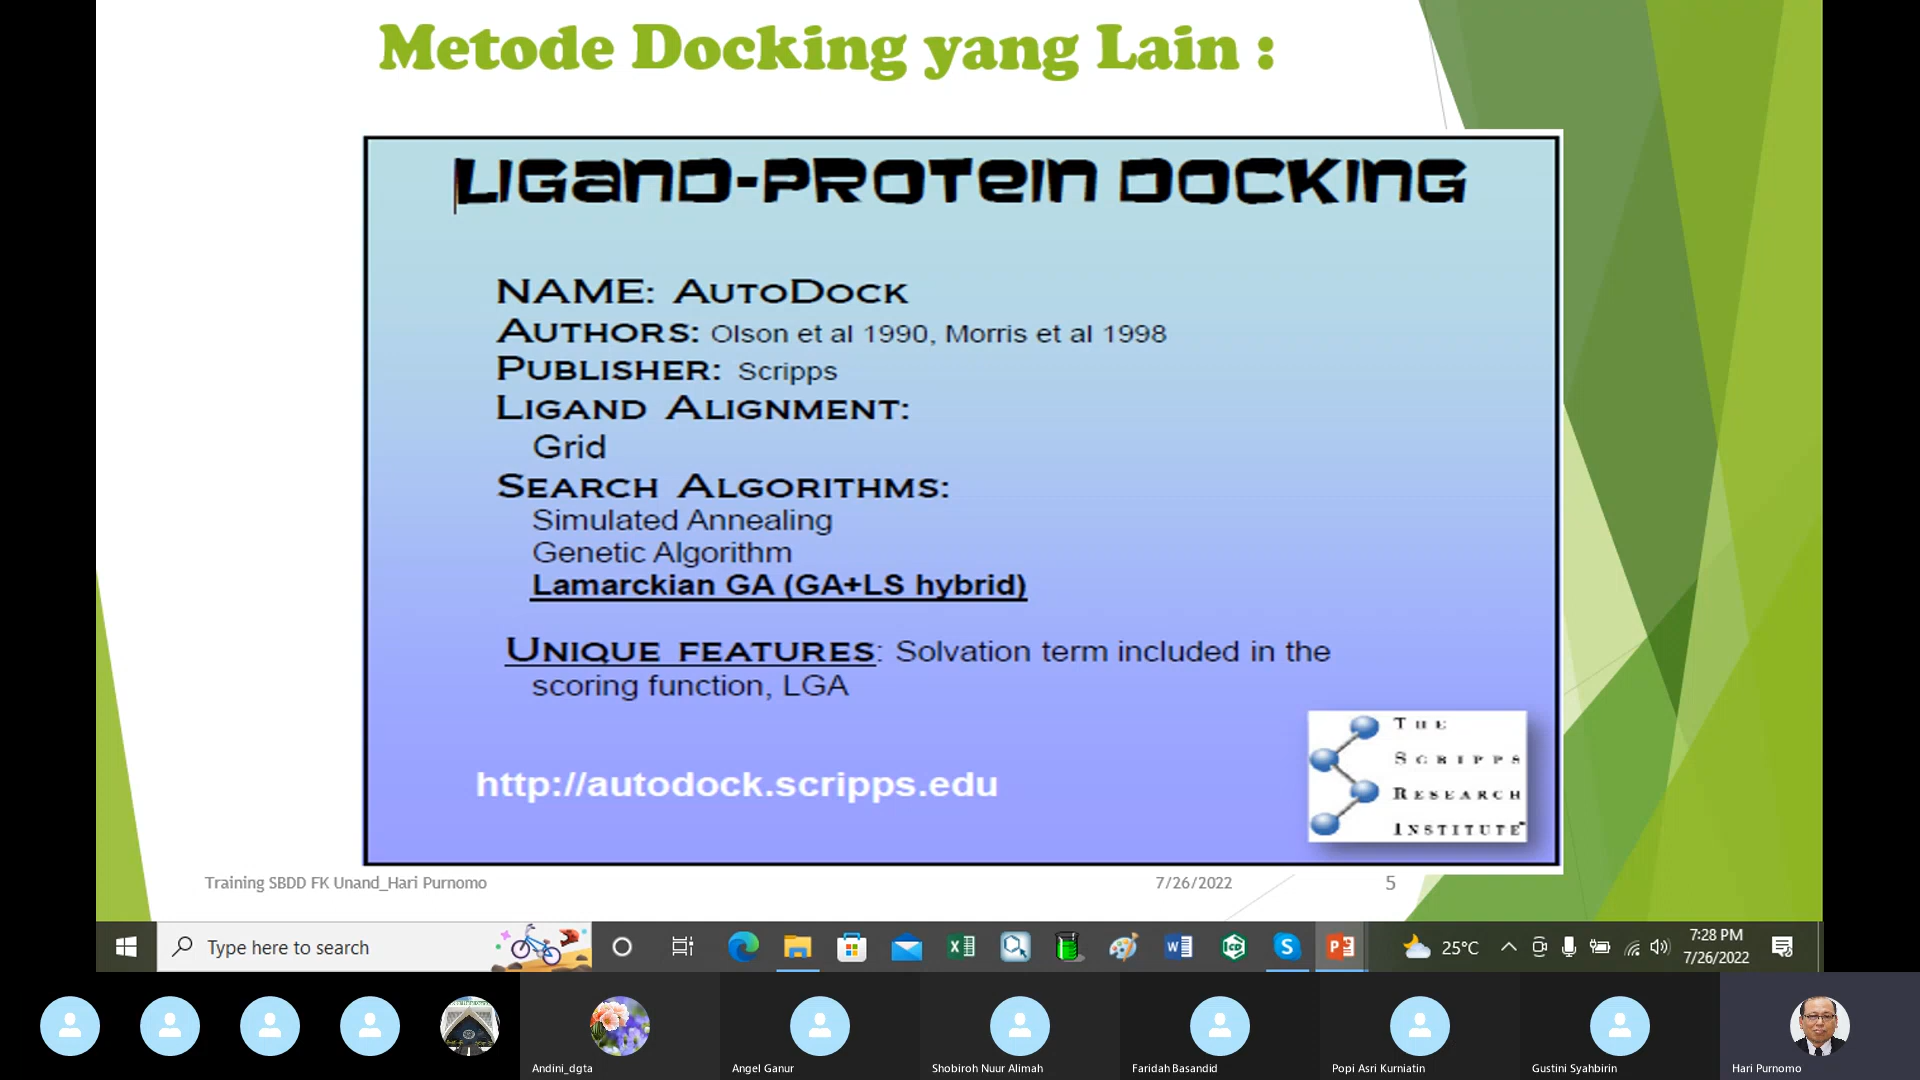 Metode Docking yang Lain :
LIGAND-PROTEIN DOCKING
NAME: AUTODOCK
AUTHORS: Olson et al 1990, Morris et al 1998
PUBLISHER: Scripps
LIGAND ALIGNMENT:
Grid
SEARCH ALGORITHMS:
Simulated Annealing
Genetic Algorithm
Lamarckian GA (GA+LS hybrid)
UNIQUE FEATURES: Solvation term included in the
scoring function, LGA
THE
SCRIPPS
RESEARCH
INSTITUTE
http://autodock.scripps.edu
Training SBDD FK Unand_Hari Purnomo 7/26/2022 5
Type here to search
25°C
7:28 PM
7/26/2022
Andini_dgta
Angel Ganur
Shobiroh Nuur Alimah
Faridah Basandid
Popi Asri Kurniatin
Gustini Syahbirin
Hari Purnomo